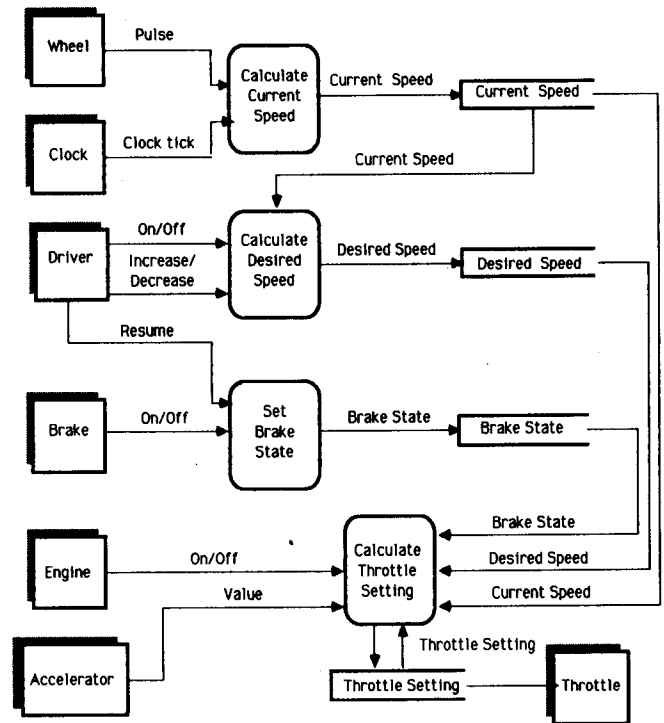 Wheel
Pulse
Calculate
Current
Speed
Current Speed
Current Speed
Clock
Clock tick
Current Speed
Driver
On/Off
Increase/
Decrease
Calculate
Desired
Speed
Desired Speed
Desired Speed
Resume
Brake
On/Off
Set
Brake
State
Brake State
Brake State
Engine
On/Off
Calculate
Throttle
Setting
Brake State
Desired Speed
Current Speed
Value
Accelerator
Throttle Setting
Throttle Setting
Throttle